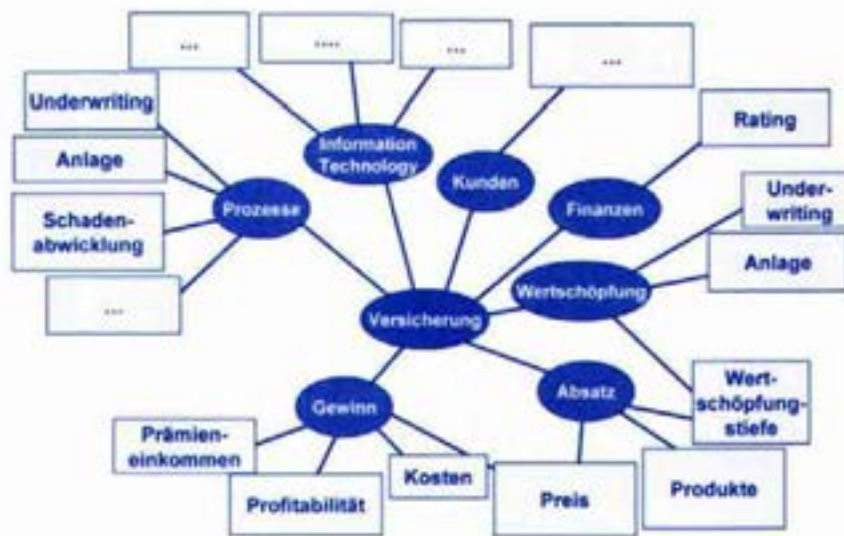 ...
....
...
...
Underwriting
Information
Technology
Rating
Anlage
Kunden
Under-
writing
Prozesse
Finanzen
Schaden-
abwicklung
Anlage
Wertschöpfung
...
Versicherung
Gewinn
Absatz
Wert-
schöpfung-
stiefe
Prämien-
einkommen
Kosten
Profitabilität
Preis
Produkte